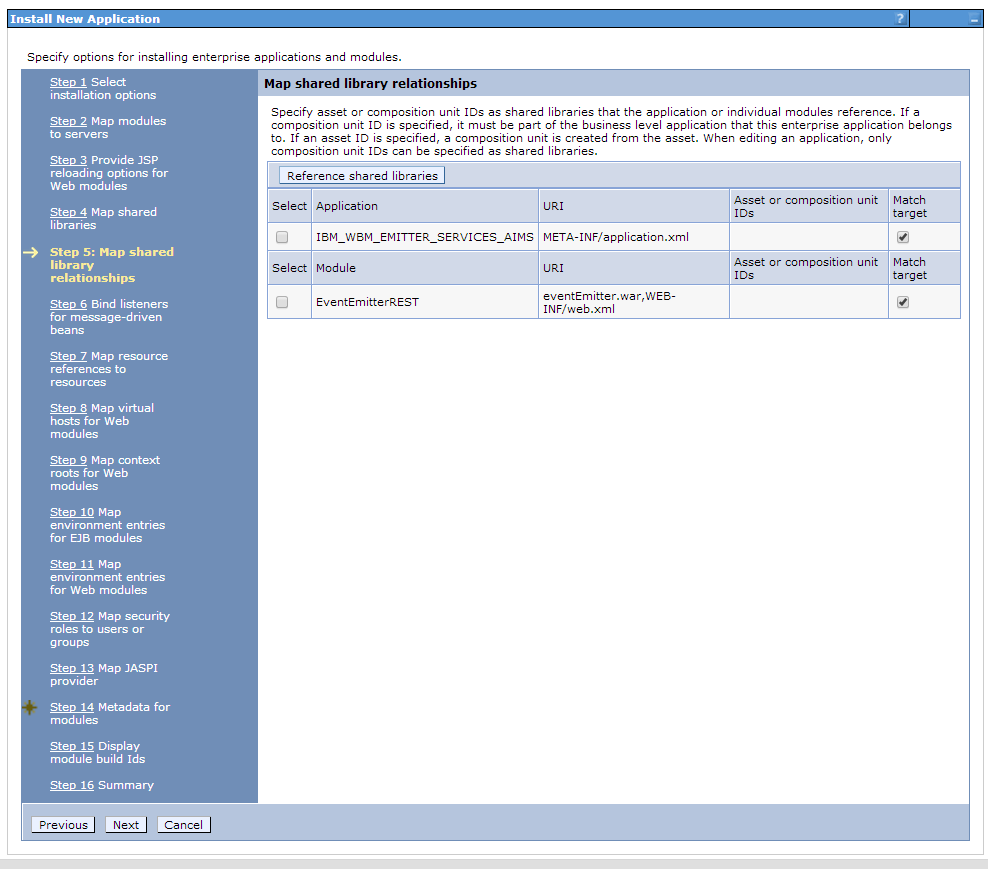 Install New Application
?
Specify options for installing enterprise applications and modules.
Step 1 Select
installation options
Step 2 Map modules
to servers
Step 3 Provide JSP
reloading options for
Web modules
Step 4 Map shared
libraries
Step 5: Map shared
library
relationships
Step 6 Bind listeners
for message-driven
beans
Step 7 Map resource
references to
resources
Step 8 Map virtual
hosts for Web
modules
Step 9 Map context
roots for Web
modules
Step 10 Map
environment entries
for EJB modules
Step 11 Map
environment entries
for Web modules
Step 12 Map security
roles to users or
groups
Step 13 Map JASPI
provider
Step 14 Metadata for
modules
Step 15 Display
module build Ids
Step 16 Summary
Map shared library relationships
Specify asset or composition unit IDs as shared libraries that the application or individual modules reference. If a
composition unit ID is specified, it must be part of the business level application that this enterprise application belongs
to. If an asset ID is specified, a composition unit is created from the asset. When editing an application, only
composition unit IDs can be specified as shared libraries.
Reference shared libraries
Select Application URI Asset or composition unit IDs Match target
IBM_WBM_EMITTER_SERVICES_AIMS META-INF/application.xml
Select Module URI Asset or composition unit IDs Match target
EventEmitterREST eventEmitter.war,WEB-INF/web.xml
Previous Next Cancel